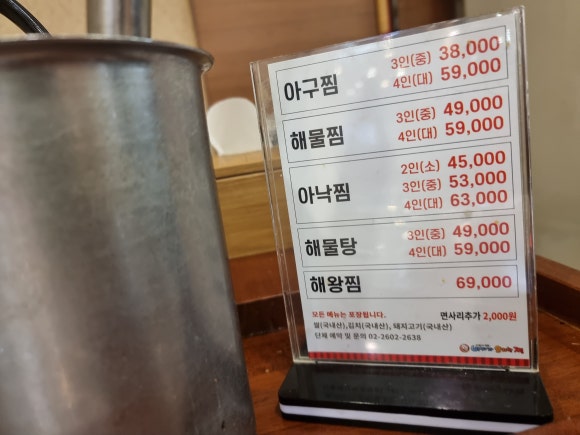 아구찜 3인(중) 38,000
4인(대) 59,000
해물찜 3인(중) 49,000
4인(대) 59,000
아낙찜 2인(소) 45,000
3인(중) 53,000
4인(대) 63,000
해물탕 3인(중) 49,000
4인(대) 59,000
해왕찜 69,000
모든 메뉴는 포장됩니다. 면사리추가 2,000원
쌀(국내산),김치(국내산), 돼지고기(국내산)
단체 예약 및 문의 02-2602-2638